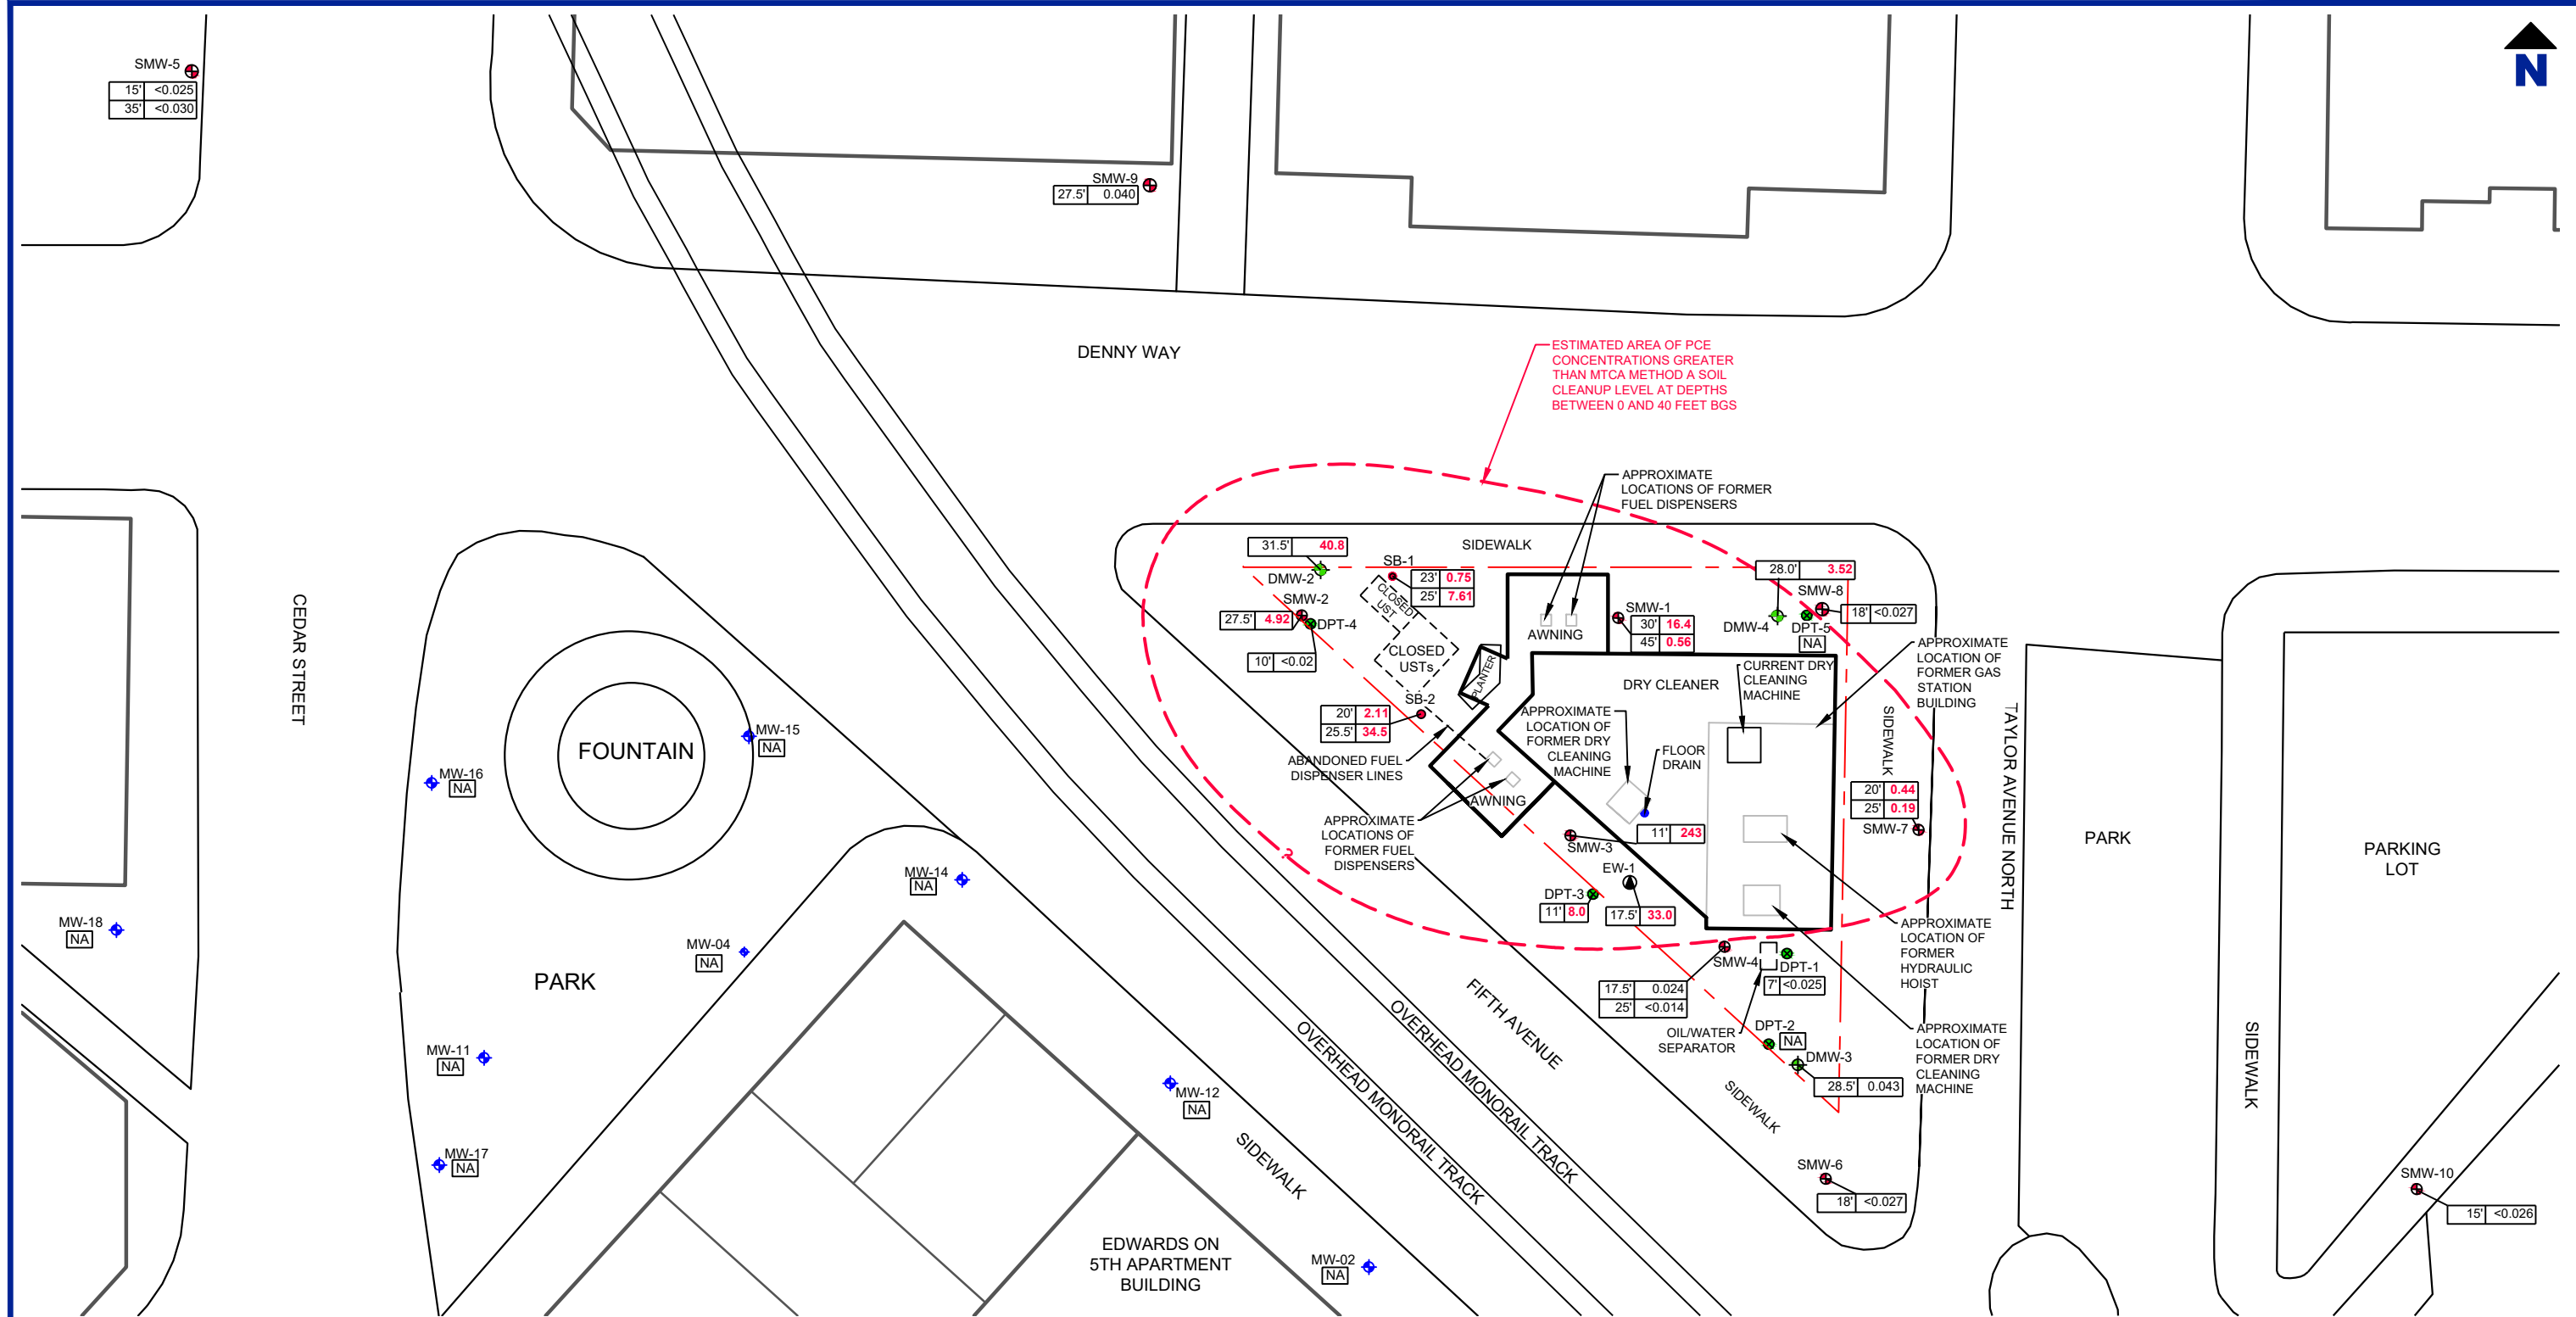 N
SMW-5
15' <0.025
35' <0.030
SMW-9
27.5' 0.040
DENNY WAY
ESTIMATED AREA OF PCE
CONCENTRATIONS GREATER
THAN MTCA METHOD A SOIL
CLEANUP LEVEL AT DEPTHS
BETWEEN 0 AND 40 FEET BGS
APPROXIMATE
LOCATIONS OF FORMER
FUEL DISPENSERS
SIDEWALK
31.5' 40.8
DMW-2
SB-1
23' 0.75
25' 7.61
CLOSED
UST
SMW-2
27.5' 4.92
DPT-4
10' <0.02
CLOSED
USTs
AWNING
PLANTER
SMW-1
30' 16.4
45' 0.56
28.0' 3.52
SMW-8
18' <0.027
DMW-4
DPT-5
NA
APPROXIMATE
LOCATION OF
FORMER GAS
STATION
BUILDING
CURRENT DRY
CLEANING
MACHINE
DRY CLEANER
SB-2
20' 2.11
25.5' 34.5
APPROXIMATE
LOCATION OF
FORMER DRY
CLEANING
MACHINE
FLOOR
DRAIN
ABANDONED FUEL
DISPENSER LINES
AWNING
APPROXIMATE
LOCATIONS OF
FORMER FUEL
DISPENSERS
?
11' 243
SMW-3
EW-1
17.5' 33.0
DPT-3
11' 8.0
SIDEWALK
20' 0.44
25' 0.19
SMW-7
TAYLOR AVENUE NORTH
PARK
PARKING
LOT
APPROXIMATE
LOCATION OF
FORMER
HYDRAULIC
HOIST
SMW-4
17.5' 0.024
25' <0.014
DPT-1
7' <0.025
OIL/WATER
SEPARATOR
DPT-2
NA
DMW-3
28.5' 0.043
APPROXIMATE
LOCATION OF
FORMER DRY
CLEANING
MACHINE
SIDEWALK
SMW-6
18' <0.027
SIDEWALK
SMW-10
15' <0.026
CEDAR STREET
FOUNTAIN
MW-15
NA
MW-16
NA
MW-14
NA
MW-18
NA
MW-04
NA
PARK
MW-11
NA
MW-12
NA
MW-17
NA
SIDEWALK
MW-02
NA
EDWARDS ON
5TH APARTMENT
BUILDING
OVERHEAD MONORAIL TRACK
OVERHEAD MONORAIL TRACK
FIFTH AVENUE